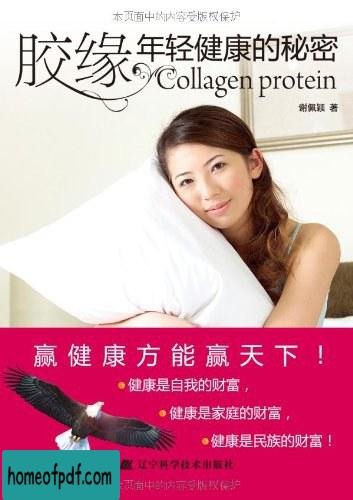 本页面中的内容受版权保护
胶缘 年轻健康的秘密
Collagen protein
谢佩颖 著
赢健康方能赢天下！
健康是自我的财富，
健康是家庭的财富，
健康是民族的财富！
辽宁科学技术出版社
homeofpdf.com
本页面中的内容受版权保护